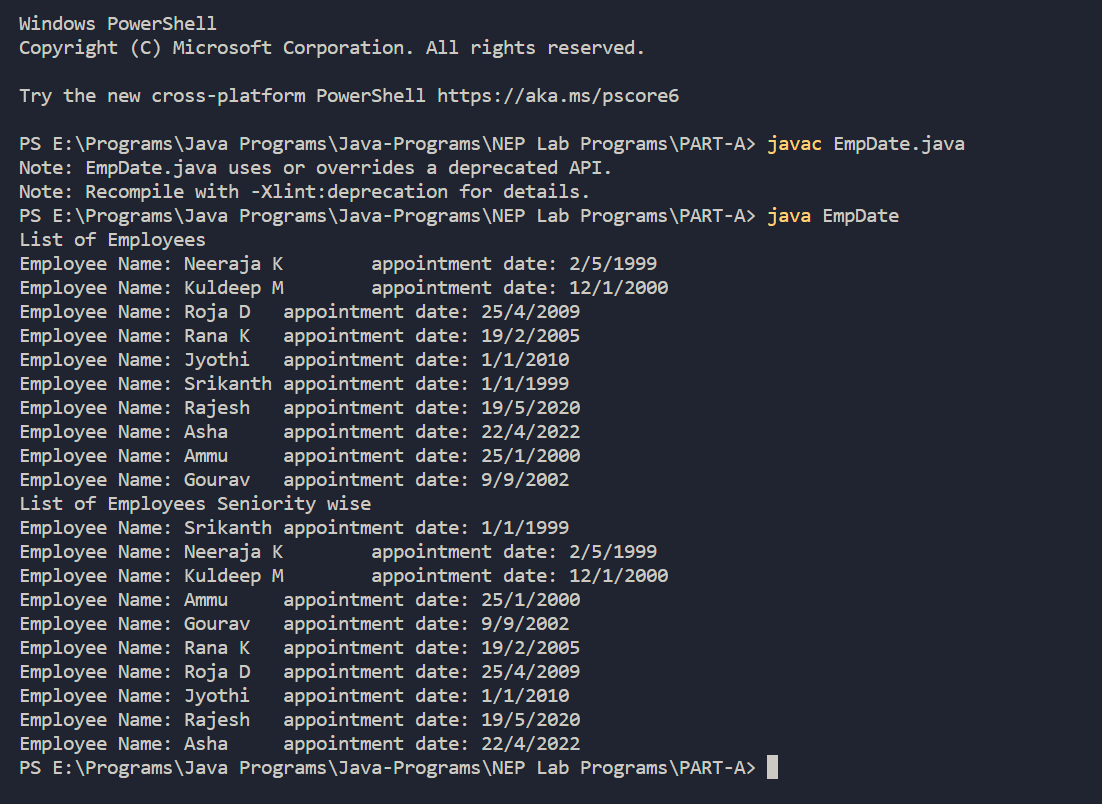 Windows PowerShell
Copyright (C) Microsoft Corporation. All rights reserved.
Try the new cross-platform PowerShell https://aka.ms/pscore6
PS E:\Programs\Java Programs\Java-Programs\NEP Lab Programs\PART-A> javac EmpDate.java
Note: EmpDate.java uses or overrides a deprecated API.
Note: Recompile with -Xlint:deprecation for details.
PS E:\Programs\Java Programs\Java-Programs\NEP Lab Programs\PART-A> java EmpDate
List of Employees
Employee Name: Neeraja K        appointment date: 2/5/1999
Employee Name: Kuldeep M        appointment date: 12/1/2000
Employee Name: Roja D   appointment date: 25/4/2009
Employee Name: Rana K   appointment date: 19/2/2005
Employee Name: Jyothi   appointment date: 1/1/2010
Employee Name: Srikanth appointment date: 1/1/1999
Employee Name: Rajesh   appointment date: 19/5/2020
Employee Name: Asha     appointment date: 22/4/2022
Employee Name: Ammu     appointment date: 25/1/2000
Employee Name: Gourav   appointment date: 9/9/2002
List of Employees Seniority wise
Employee Name: Srikanth appointment date: 1/1/1999
Employee Name: Neeraja K        appointment date: 2/5/1999
Employee Name: Kuldeep M        appointment date: 12/1/2000
Employee Name: Ammu     appointment date: 25/1/2000
Employee Name: Gourav   appointment date: 9/9/2002
Employee Name: Rana K   appointment date: 19/2/2005
Employee Name: Roja D   appointment date: 25/4/2009
Employee Name: Jyothi   appointment date: 1/1/2010
Employee Name: Rajesh   appointment date: 19/5/2020
Employee Name: Asha     appointment date: 22/4/2022
PS E:\Programs\Java Programs\Java-Programs\NEP Lab Programs\PART-A>